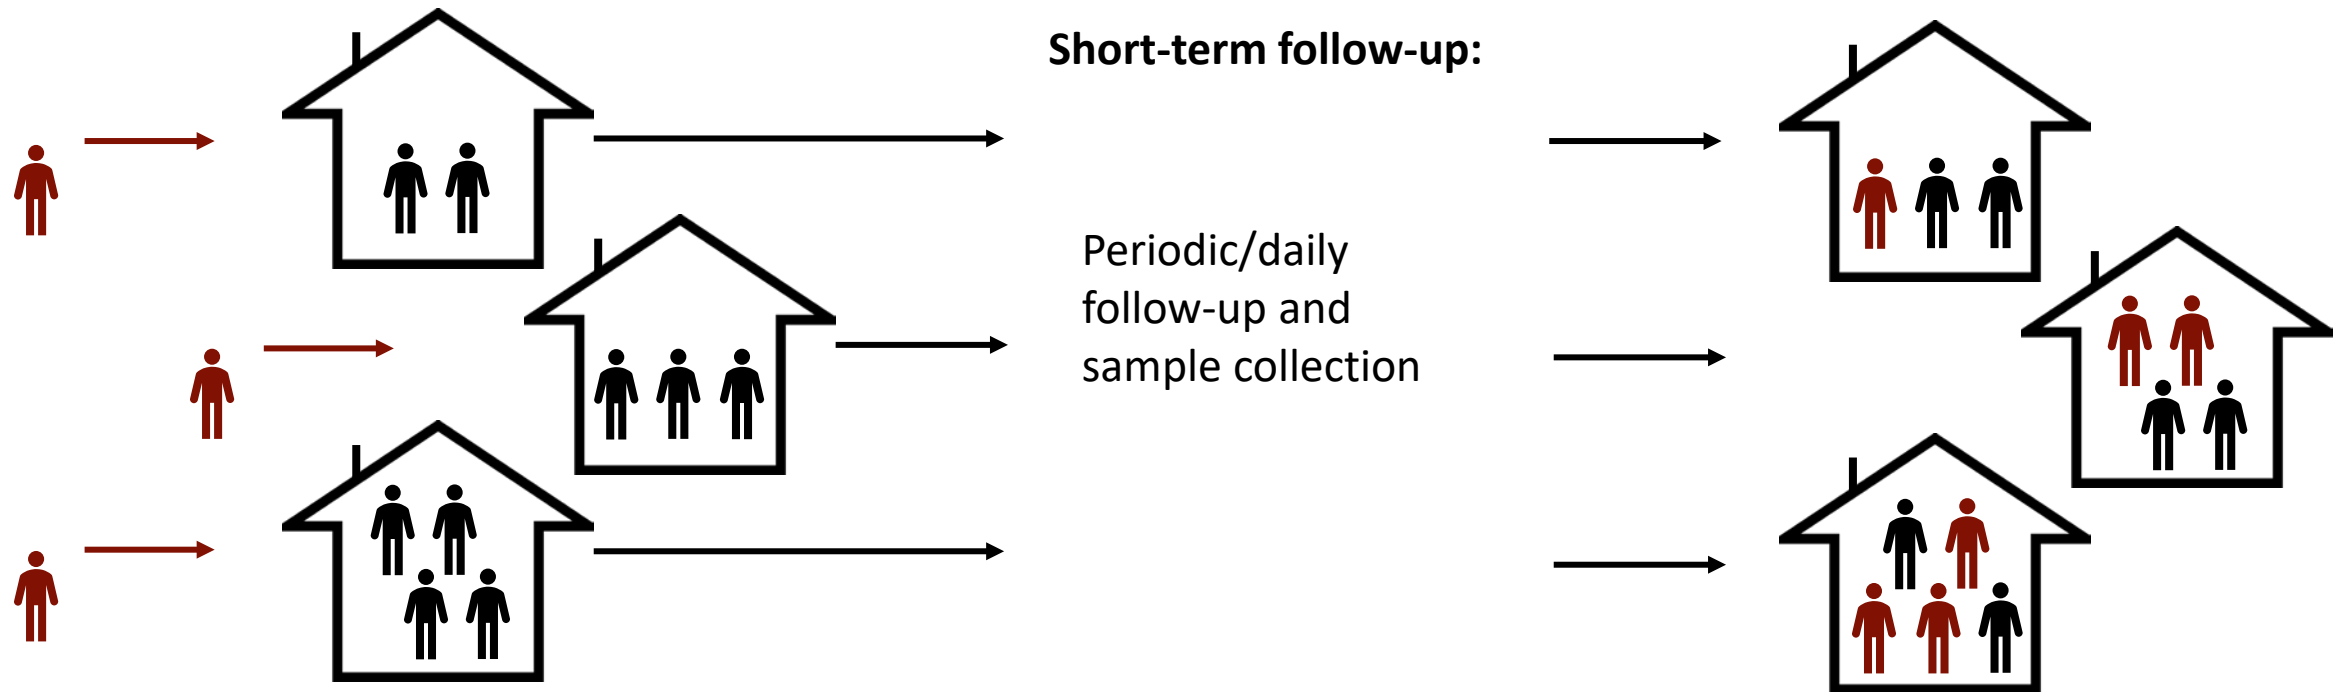 Short-term follow-up:
Periodic/daily
follow-up and
sample collection